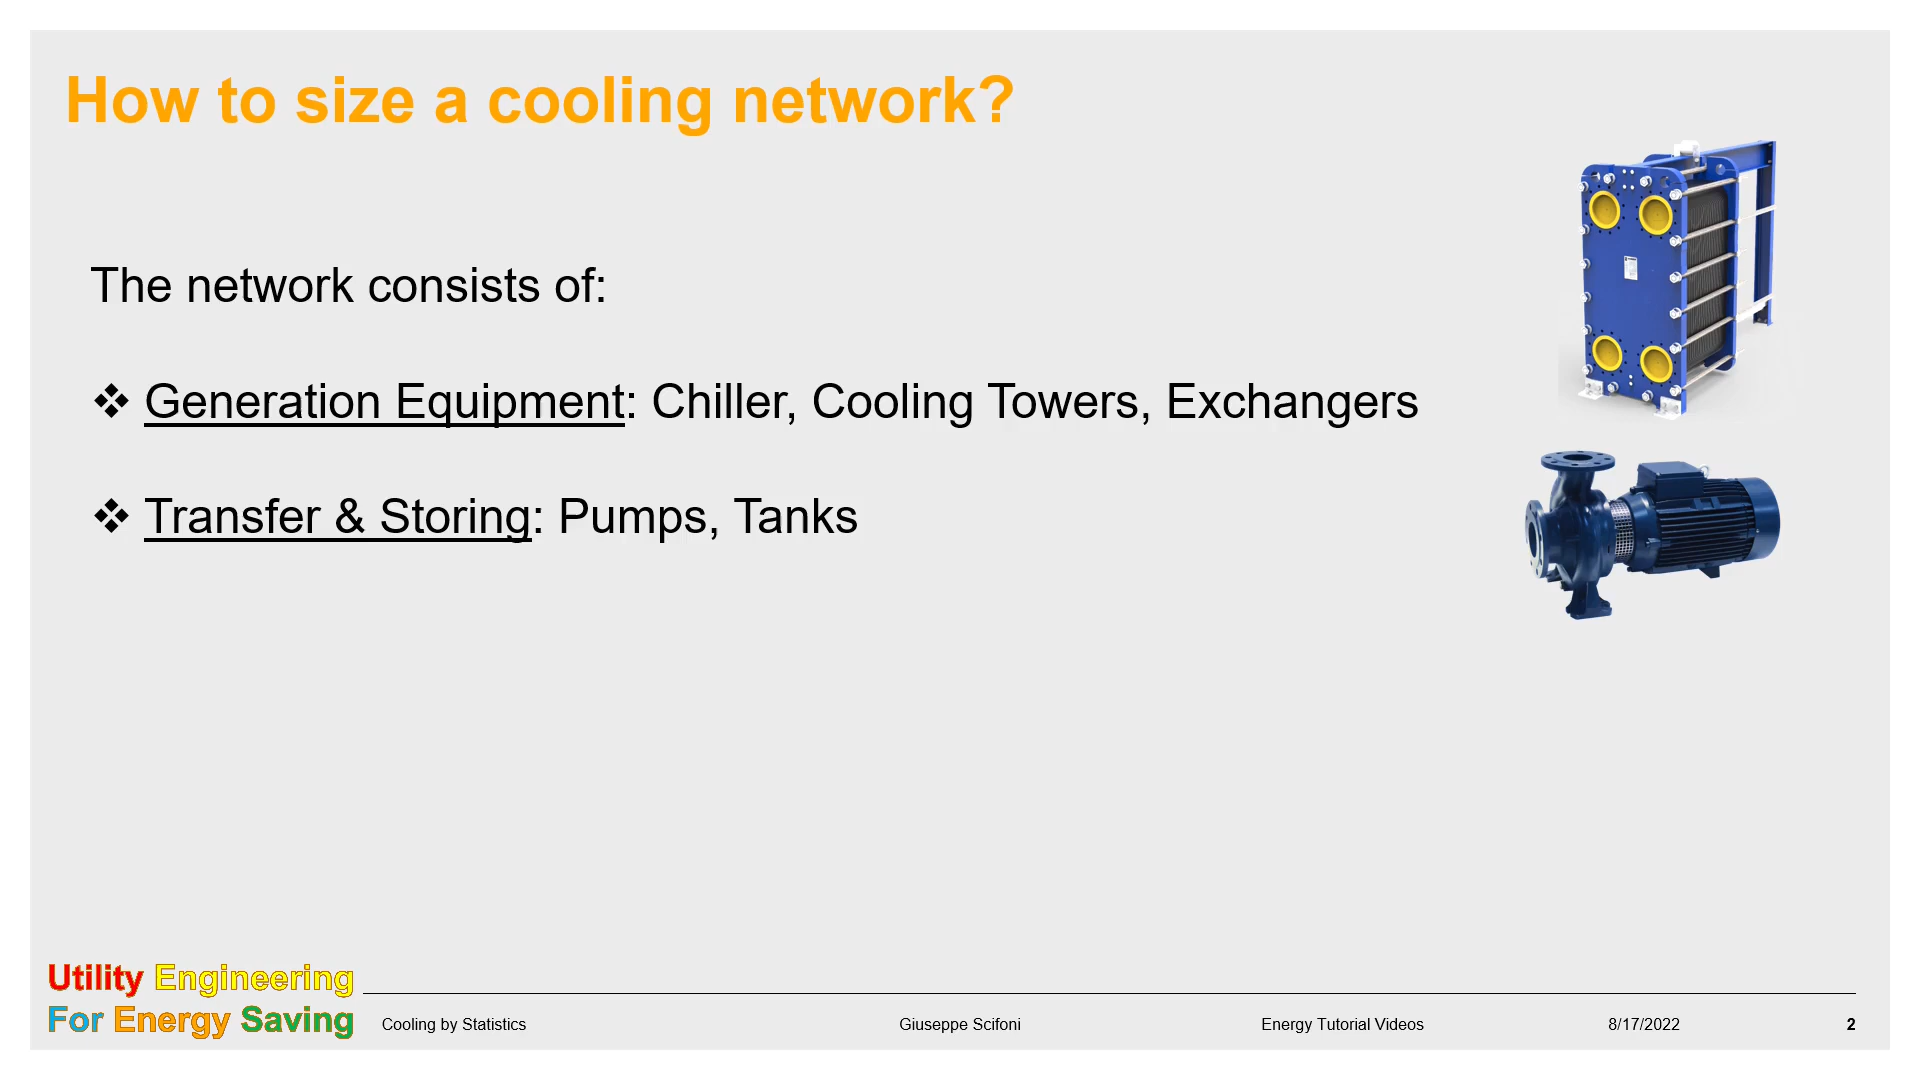 How to size a cooling network?
The network consists of:
❖ Generation Equipment: Chiller, Cooling Towers, Exchangers
❖ Transfer & Storing: Pumps, Tanks
Utility Engineering
For Energy Saving
Cooling by Statistics
Giuseppe Scifoni
Energy Tutorial Videos
8/17/2022
2